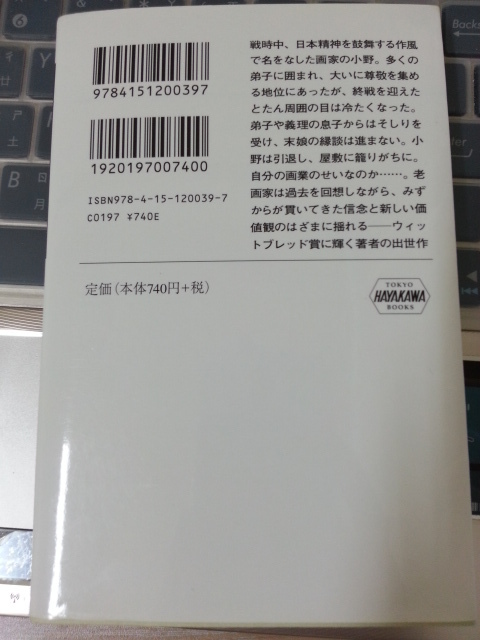 9784151200397
1920197007400
ISBN978-4-15-120039-7
C0197 ¥740E
戦時中、日本精神を鼓舞する作風
で名をなした画家の小野。多くの
弟子に囲まれ、大いに尊敬を集め
る地位にあったが、終戦を迎えた
とたん周囲の目は冷たくなった。
弟子や義理の息子からはそしりを
受け、末娘の縁談は進まない。小
野は引退し、屋敷に籠りがちに。
自分の画業のせいなのか……。老
画家は過去を回想しながら、みず
からが貫いてきた信念と新しい価
値観のはざまに揺れる――ウィッ
トブレッド賞に輝く著者の出世作
定価(本体740円+税)
TOKYO
HAYAKAWA
BOOKS